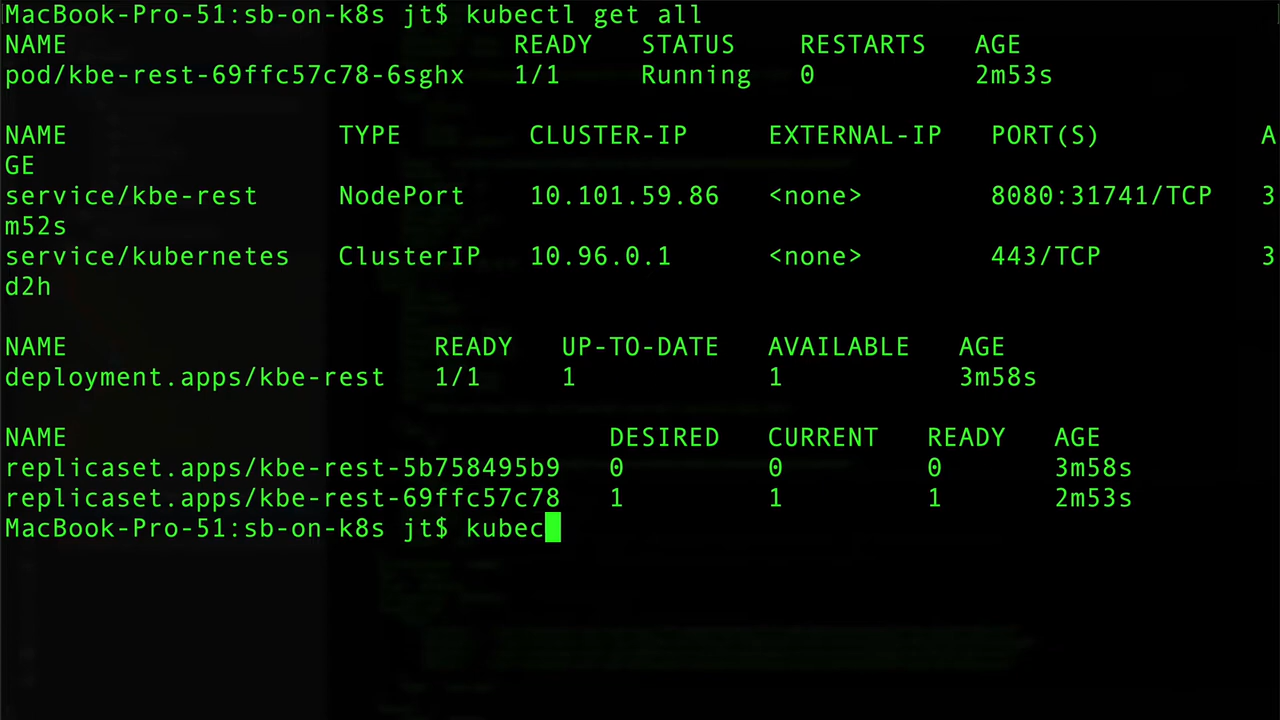 MacBook-Pro-51:sb-on-k8s jt$ kubectl get all
NAME READY STATUS RESTARTS AGE
pod/kbe-rest-69ffc57c78-6sghx 1/1 Running 0 2m53s
NAME TYPE CLUSTER-IP EXTERNAL-IP PORT(S) A
GE
service/kbe-rest NodePort 10.101.59.86 <none> 8080:31741/TCP 3
m52s
service/kubernetes ClusterIP 10.96.0.1 <none> 443/TCP 3
d2h
NAME READY UP-TO-DATE AVAILABLE AGE
deployment.apps/kbe-rest 1/1 1 1 3m58s
NAME DESIRED CURRENT READY AGE
replicaset.apps/kbe-rest-5b758495b9 0 0 0 3m58s
replicaset.apps/kbe-rest-69ffc57c78 1 1 1 2m53s
MacBook-Pro-51:sb-on-k8s jt$ kubec